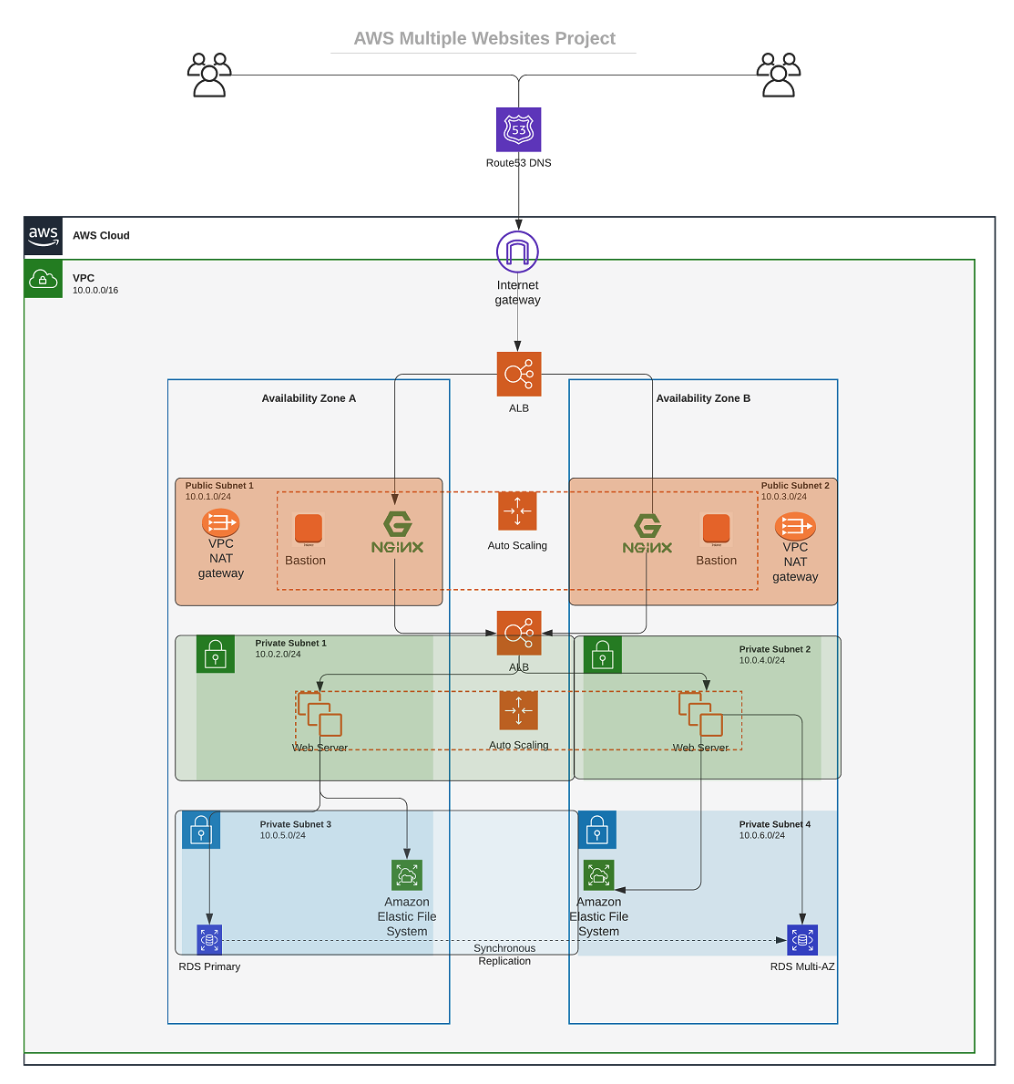 AWS Multiple Websites Project
53
Route53 DNS
aws
AWS Cloud
VPC
10.0.0.0/16
Internet
gateway
ALB
Availability Zone A
Availability Zone B
Public Subnet 1
10.0.1.0/24
Public Subnet 2
10.0.3.0/24
VPC
NAT
gateway
Bastion
NGINX
Auto Scaling
NGINX
Bastion
VPC
NAT
gateway
Private Subnet 1
10.0.2.0/24
ALB
Private Subnet 2
10.0.4.0/24
Web Server
Auto Scaling
Web Server
Private Subnet 3
10.0.5.0/24
Private Subnet 4
10.0.6.0/24
Amazon
Elastic File
System
Amazon
Elastic File
System
Synchronous
Replication
RDS Primary
RDS Multi-AZ